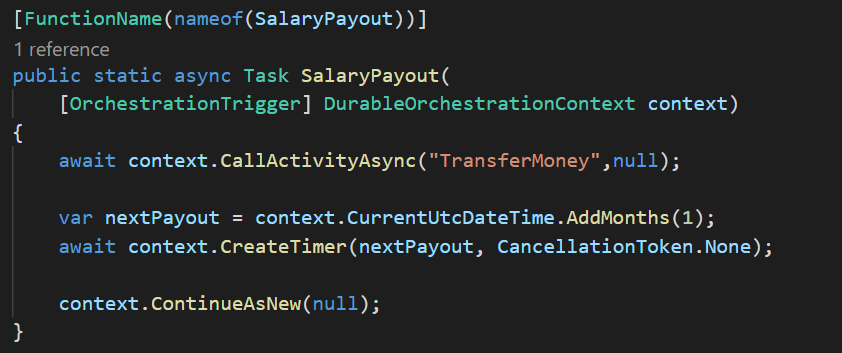 [FunctionName(nameof(SalaryPayout))]
1 reference
public static async Task SalaryPayout(
    [OrchestrationTrigger] DurableOrchestrationContext context)
{
    await context.CallActivityAsync("TransferMoney",null);
    var nextPayout = context.CurrentUtcDateTime.AddMonths(1);
    await context.CreateTimer(nextPayout, CancellationToken.None);
    context.ContinueAsNew(null);
}